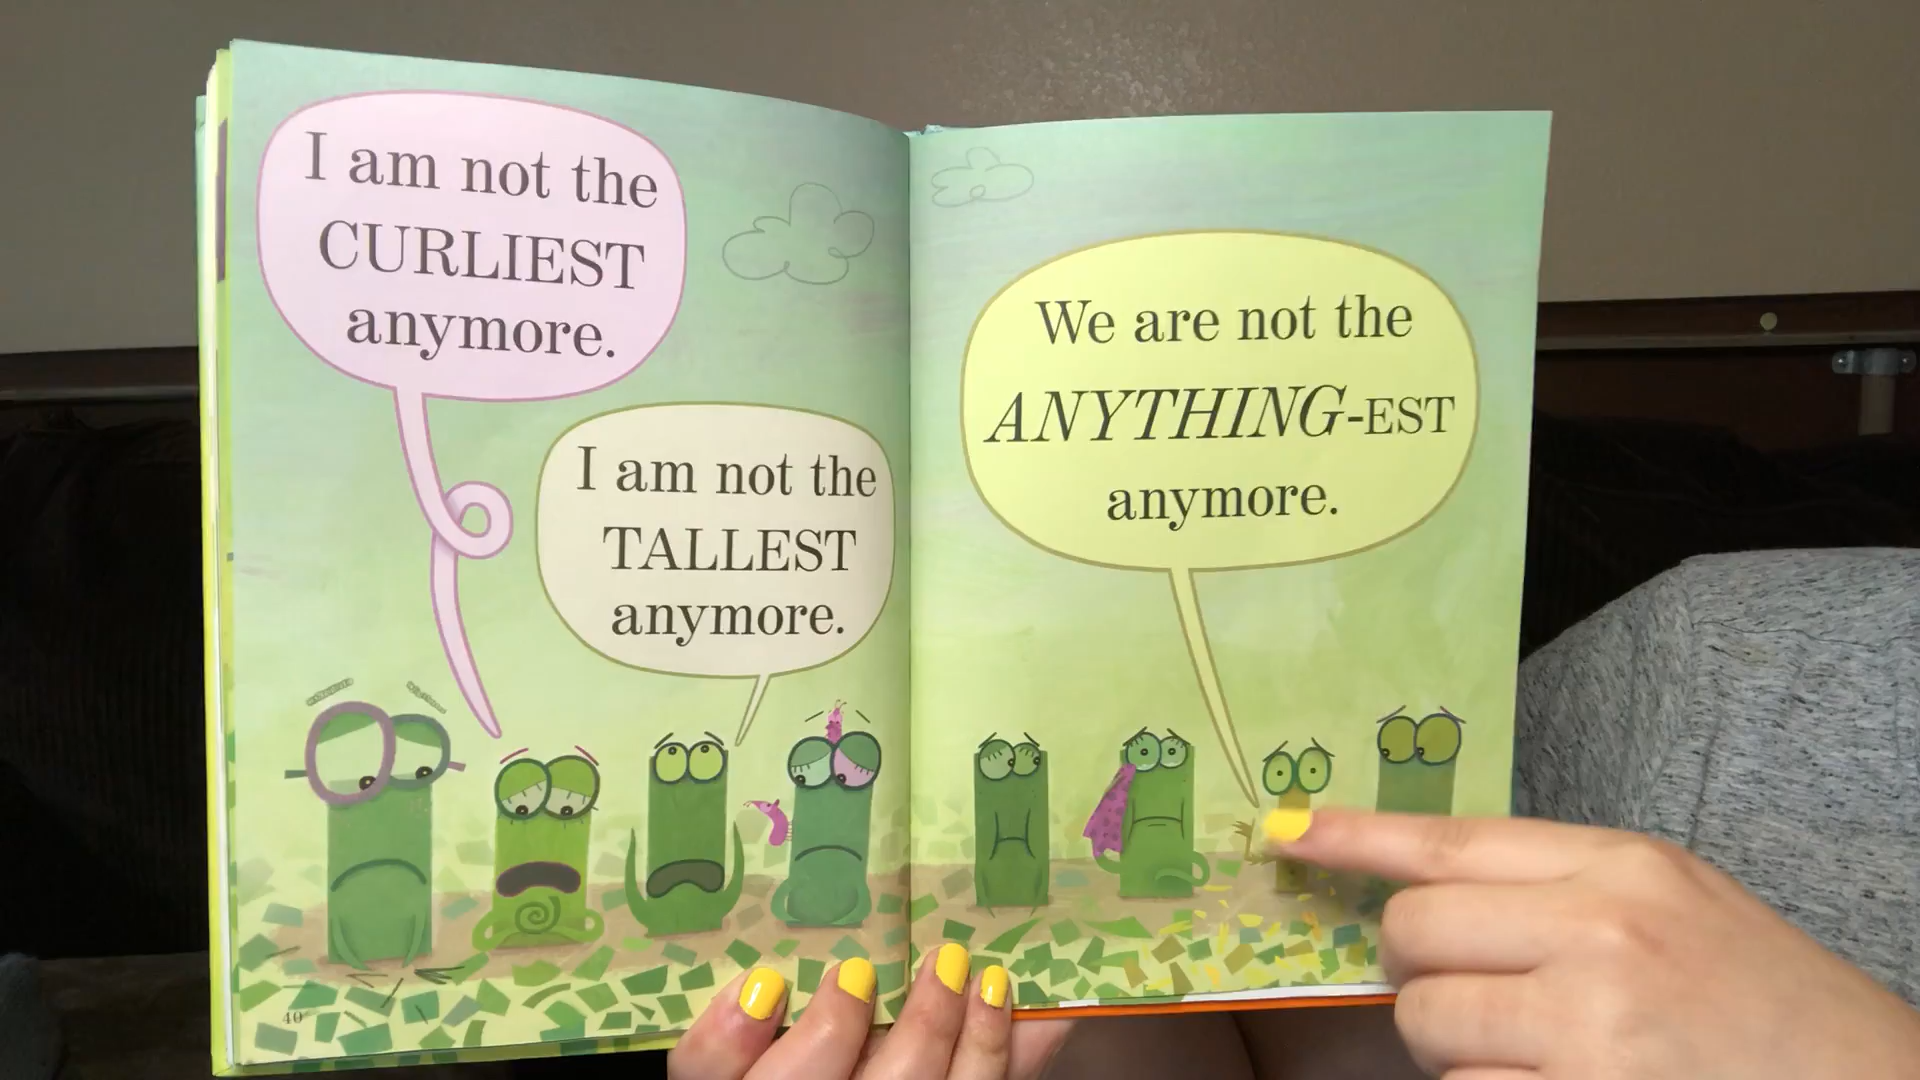 I am not the
CURLIEST
anymore.
I am not the
TALLEST
anymore.
40
We are not the
ANYTHING-EST
anymore.